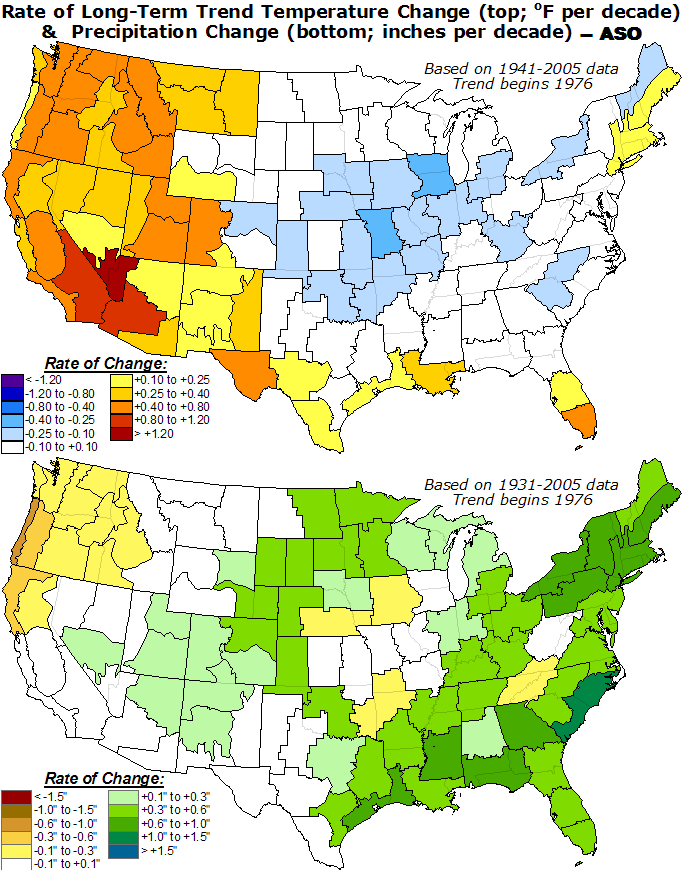 Rate of Long-Term Trend Temperature Change (top; ºF per decade)
& Precipitation Change (bottom; inches per decade) – ASO
Based on 1941-2005 data
Trend begins 1976
Rate of Change:
< -1.20
-1.20 to -0.80
-0.80 to -0.40
-0.40 to -0.25
-0.25 to -0.10
-0.10 to +0.10
+0.10 to +0.25
+0.25 to +0.40
+0.40 to +0.80
+0.80 to +1.20
> +1.20
Based on 1931-2005 data
Trend begins 1976
Rate of Change:
< -1.5"
-1.0" to -1.5"
-0.6" to -1.0"
-0.3" to -0.6"
-0.1" to -0.3"
-0.1" to +0.1"
+0.1" to +0.3"
+0.3" to +0.6"
+0.6" to +1.0"
+1.0" to +1.5"
> +1.5"